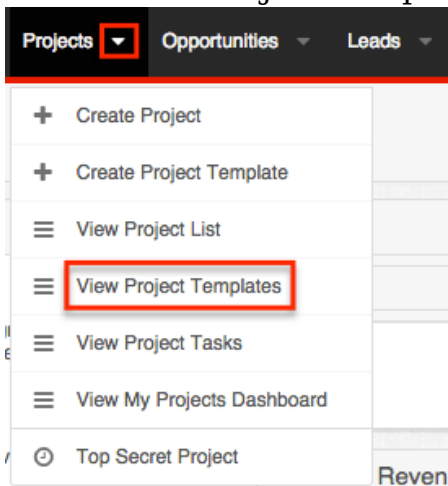 Projects Opportunities Leads
Create Project
Create Project Template
View Project List
View Project Templates
View Project Tasks
View My Projects Dashboard
Top Secret Project
Reven